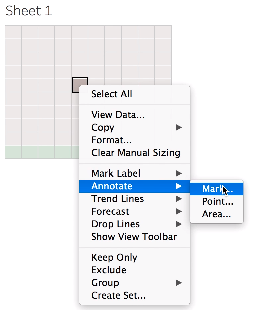 Sheet 1
Select All
View Data...
Copy
Format...
Clear Manual Sizing
Mark Label
Annotate
Mark...
Trend Lines
Point...
Forecast
Area...
Drop Lines
Show View Toolbar
Keep Only
Exclude
Group
Create Set...